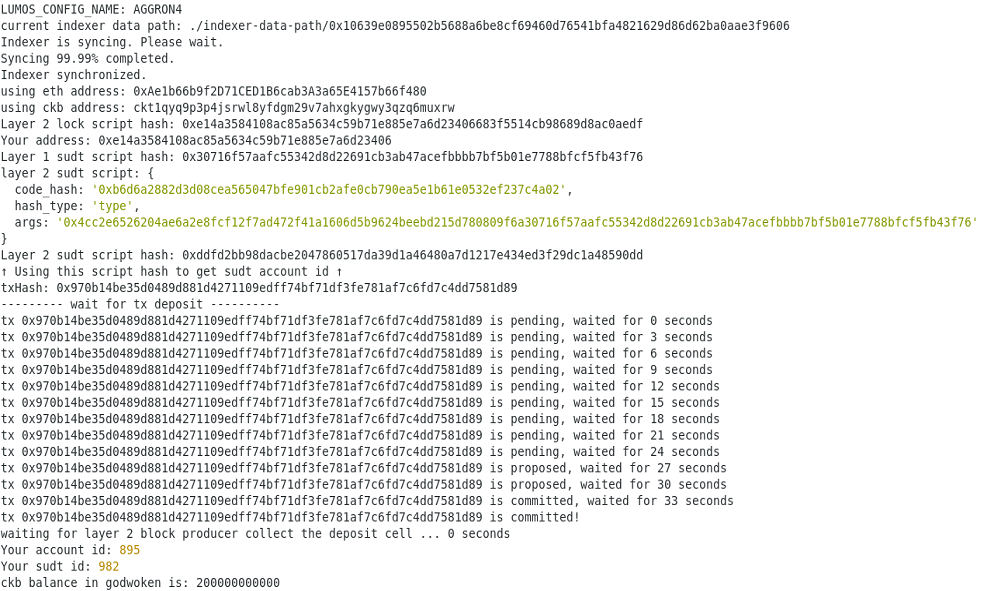 LUMOS_CONFIG_NAME: AGGRON4
current indexer data path: ./indexer-data-path/0x10639e0895502b5688a6be8cf69460d76541bfa4821629d86d62ba0aae3f9606
Indexer is syncing. Please wait.
Syncing 99.99% completed.
Indexer synchronized.
using eth address: 0xAe1b66b9f2D71CED1B6cab3A3a65E4157b66f480
using ckb address: ckt1qyq9p3p4jsrwl8yfdgm29v7ahxgkygwy3qzq6muxrw
Layer 2 lock script hash: 0xe14a3584108ac85a5634c59b71e885e7a6d23406683f5514cb98689d8ac0aedf
Your address: 0xe14a3584108ac85a5634c59b71e885e7a6d23406
Layer 1 sudt script hash: 0x30716f57aafc55342d8d22691cb3ab47acefbbbb7bf5b01e7788bfcf5fb43f76
layer 2 sudt script: {
  code_hash: '0xb6d6a2882d3d08cea565047bfe901cb2afe0cb790ea5e1b61e0532ef237c4a02',
  hash_type: 'type',
  args: '0x4cc2e6526204ae6a2e8fcf12f7ad472f41a1606d5b9624beebd215d780809f6a30716f57aafc55342d8d22691cb3ab47acefbbbb7bf5b01e7788bfcf5fb43f76'
}
Layer 2 sudt script hash: 0xddfd2bb98dacbe2047860517da39d1a46480a7d1217e434ed3f29dc1a48590dd
↑ Using this script hash to get sudt account id ↑
txHash: 0x970b14be35d0489d881d4271109edff74bf71df3fe781af7c6fd7c4dd7581d89
--------- wait for tx deposit ----------
tx 0x970b14be35d0489d881d4271109edff74bf71df3fe781af7c6fd7c4dd7581d89 is pending, waited for 0 seconds
tx 0x970b14be35d0489d881d4271109edff74bf71df3fe781af7c6fd7c4dd7581d89 is pending, waited for 3 seconds
tx 0x970b14be35d0489d881d4271109edff74bf71df3fe781af7c6fd7c4dd7581d89 is pending, waited for 6 seconds
tx 0x970b14be35d0489d881d4271109edff74bf71df3fe781af7c6fd7c4dd7581d89 is pending, waited for 9 seconds
tx 0x970b14be35d0489d881d4271109edff74bf71df3fe781af7c6fd7c4dd7581d89 is pending, waited for 12 seconds
tx 0x970b14be35d0489d881d4271109edff74bf71df3fe781af7c6fd7c4dd7581d89 is pending, waited for 15 seconds
tx 0x970b14be35d0489d881d4271109edff74bf71df3fe781af7c6fd7c4dd7581d89 is pending, waited for 18 seconds
tx 0x970b14be35d0489d881d4271109edff74bf71df3fe781af7c6fd7c4dd7581d89 is pending, waited for 21 seconds
tx 0x970b14be35d0489d881d4271109edff74bf71df3fe781af7c6fd7c4dd7581d89 is pending, waited for 24 seconds
tx 0x970b14be35d0489d881d4271109edff74bf71df3fe781af7c6fd7c4dd7581d89 is proposed, waited for 27 seconds
tx 0x970b14be35d0489d881d4271109edff74bf71df3fe781af7c6fd7c4dd7581d89 is proposed, waited for 30 seconds
tx 0x970b14be35d0489d881d4271109edff74bf71df3fe781af7c6fd7c4dd7581d89 is committed, waited for 33 seconds
tx 0x970b14be35d0489d881d4271109edff74bf71df3fe781af7c6fd7c4dd7581d89 is committed!
waiting for layer 2 block producer collect the deposit cell ... 0 seconds
Your account id: 895
Your sudt id: 982
ckb balance in godwoken is: 200000000000